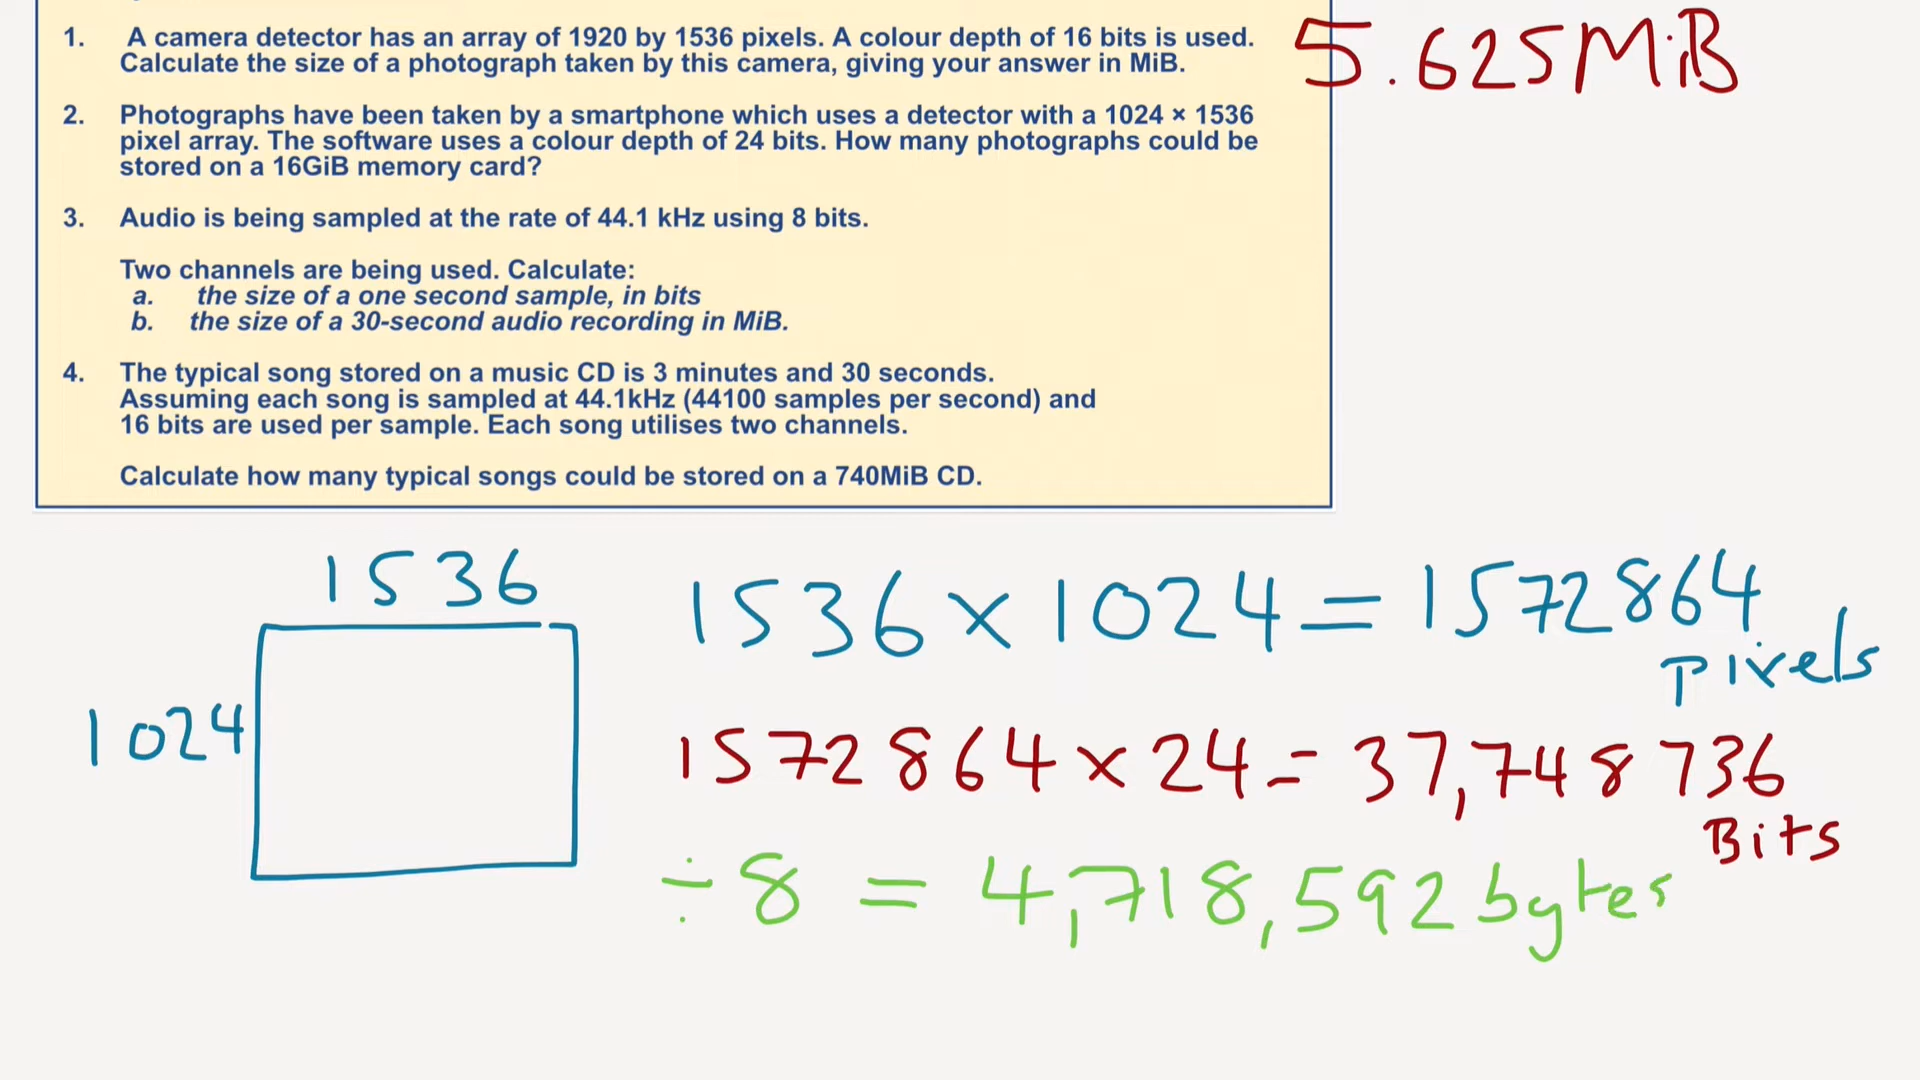 1. A camera detector has an array of 1920 by 1536 pixels. A colour depth of 16 bits is used.
Calculate the size of a photograph taken by this camera, giving your answer in MiB.
5.625MiB
2. Photographs have been taken by a smartphone which uses a detector with a 1024 × 1536
pixel array. The software uses a colour depth of 24 bits. How many photographs could be
stored on a 16GiB memory card?
3. Audio is being sampled at the rate of 44.1 kHz using 8 bits.
Two channels are being used. Calculate:
a. the size of a one second sample, in bits
b. the size of a 30-second audio recording in MiB.
4. The typical song stored on a music CD is 3 minutes and 30 seconds.
Assuming each song is sampled at 44.1kHz (44100 samples per second) and
16 bits are used per sample. Each song utilises two channels.
Calculate how many typical songs could be stored on a 740MiB CD.
1536
1024
1536 × 1024 = 1572864
pixels
1572864 × 24 = 37,748 736
Bits
÷ 8 = 4,718,592 bytes